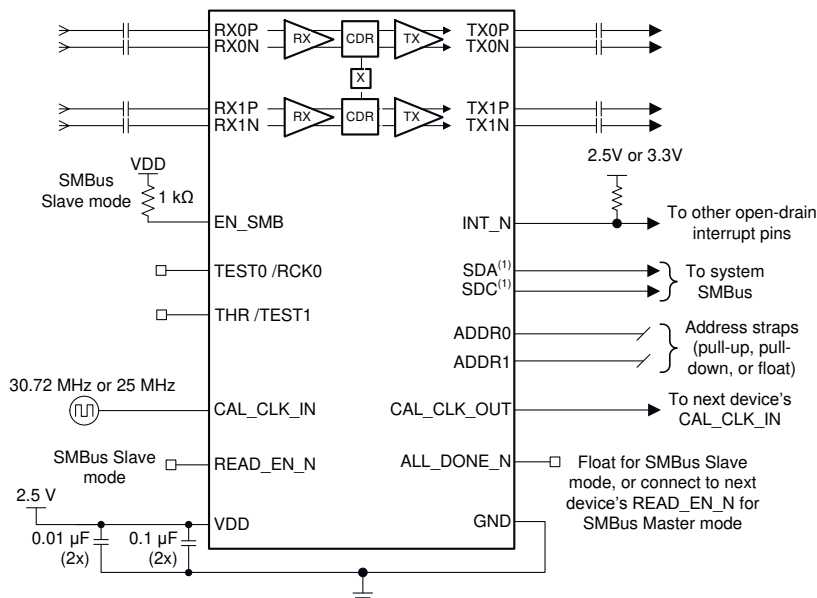 RX0P
RX0N
RX
CDR
TX
TX0P
TX0N
X
RX1P
RX1N
RX
CDR
TX
TX1P
TX1N
VDD
SMBus
Slave mode
1 kΩ
EN_SMB
2.5V or 3.3V
INT_N
To other open-drain
interrupt pins
TEST0 /RCK0
SDA(1)
SDC(1)
To system
SMBus
THR /TEST1
ADDR0
ADDR1
Address straps
(pull-up, pull-
down, or float)
30.72 MHz or 25 MHz
CAL_CLK_IN
CAL_CLK_OUT
To next device's
CAL_CLK_IN
SMBus Slave
mode
READ_EN_N
ALL_DONE_N
Float for SMBus Slave
mode, or connect to next
device's READ_EN_N for
SMBus Master mode
2.5 V
VDD
GND
0.01 µF
(2x)
0.1 µF
(2x)